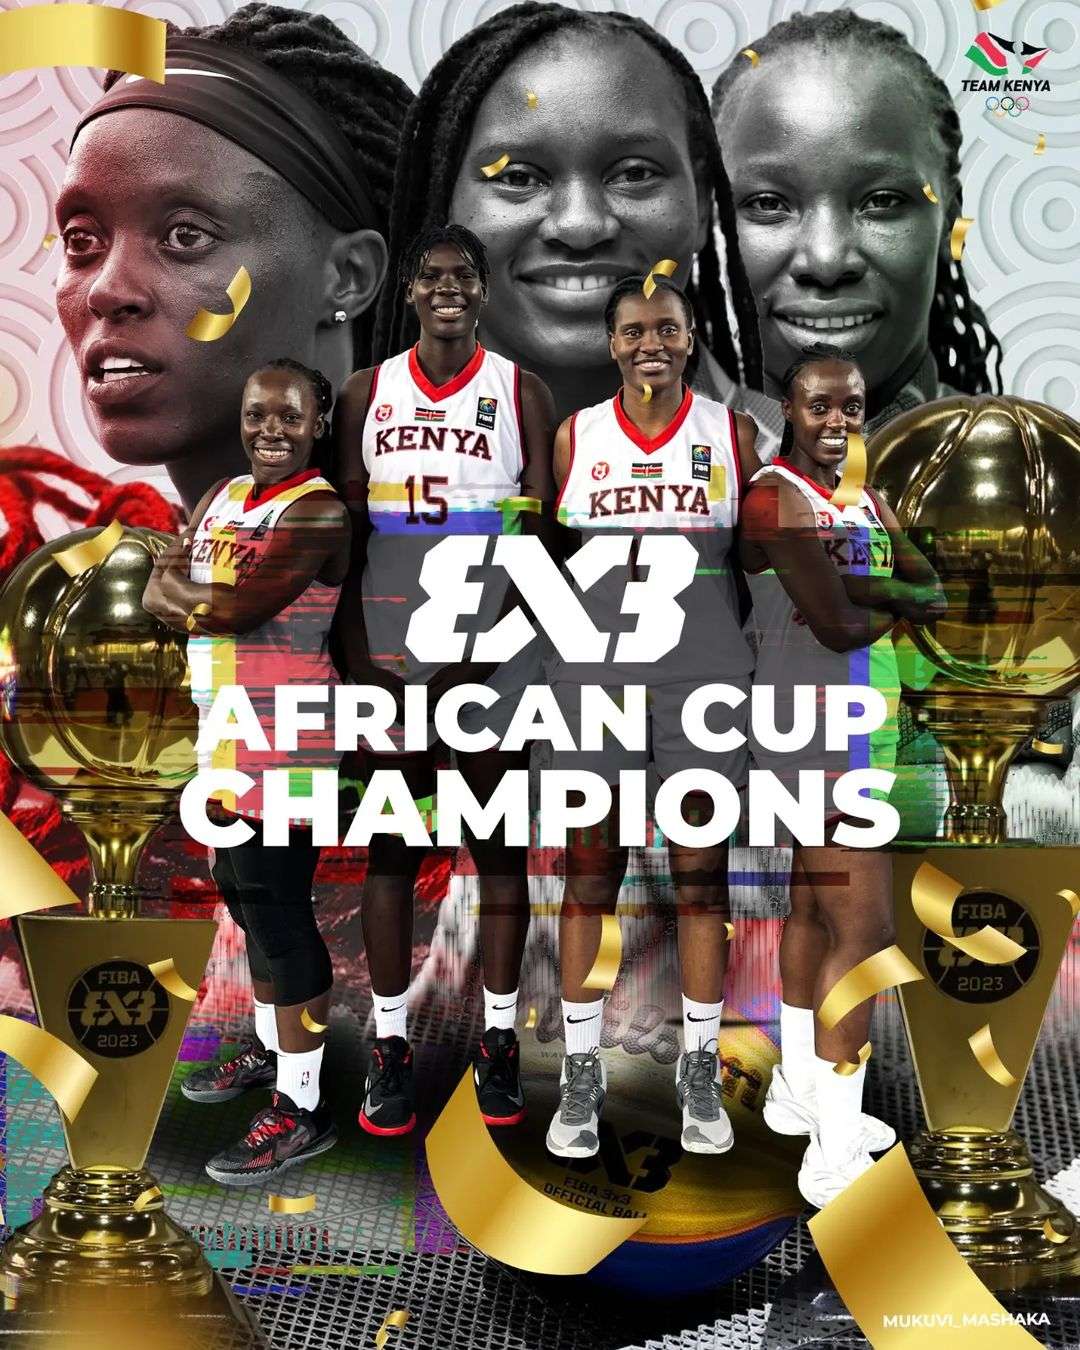 TEAM KENYA
FIBA
KENYA
15
FIBA
KENYA
KENYA
KENYA
3X3
AFRICAN CUP
CHAMPIONS
FIBA
3X3
2023
FIBA
3X3
2023
3X3
FIBA 3x3
OFFICIAL BALL
MUKUVI_MASHAKA